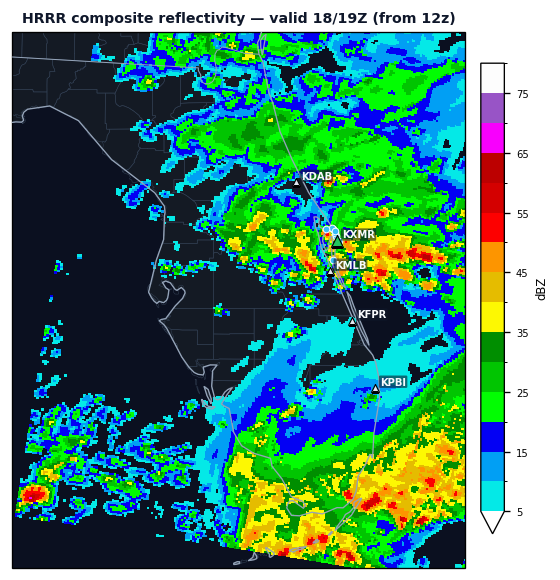 HRRR composite reflectivity — valid 18/19Z (from 12z)
KDAB
KXMR
KMLB
KFPR
KPBI
75
65
55
45
35
25
15
5
dBZ